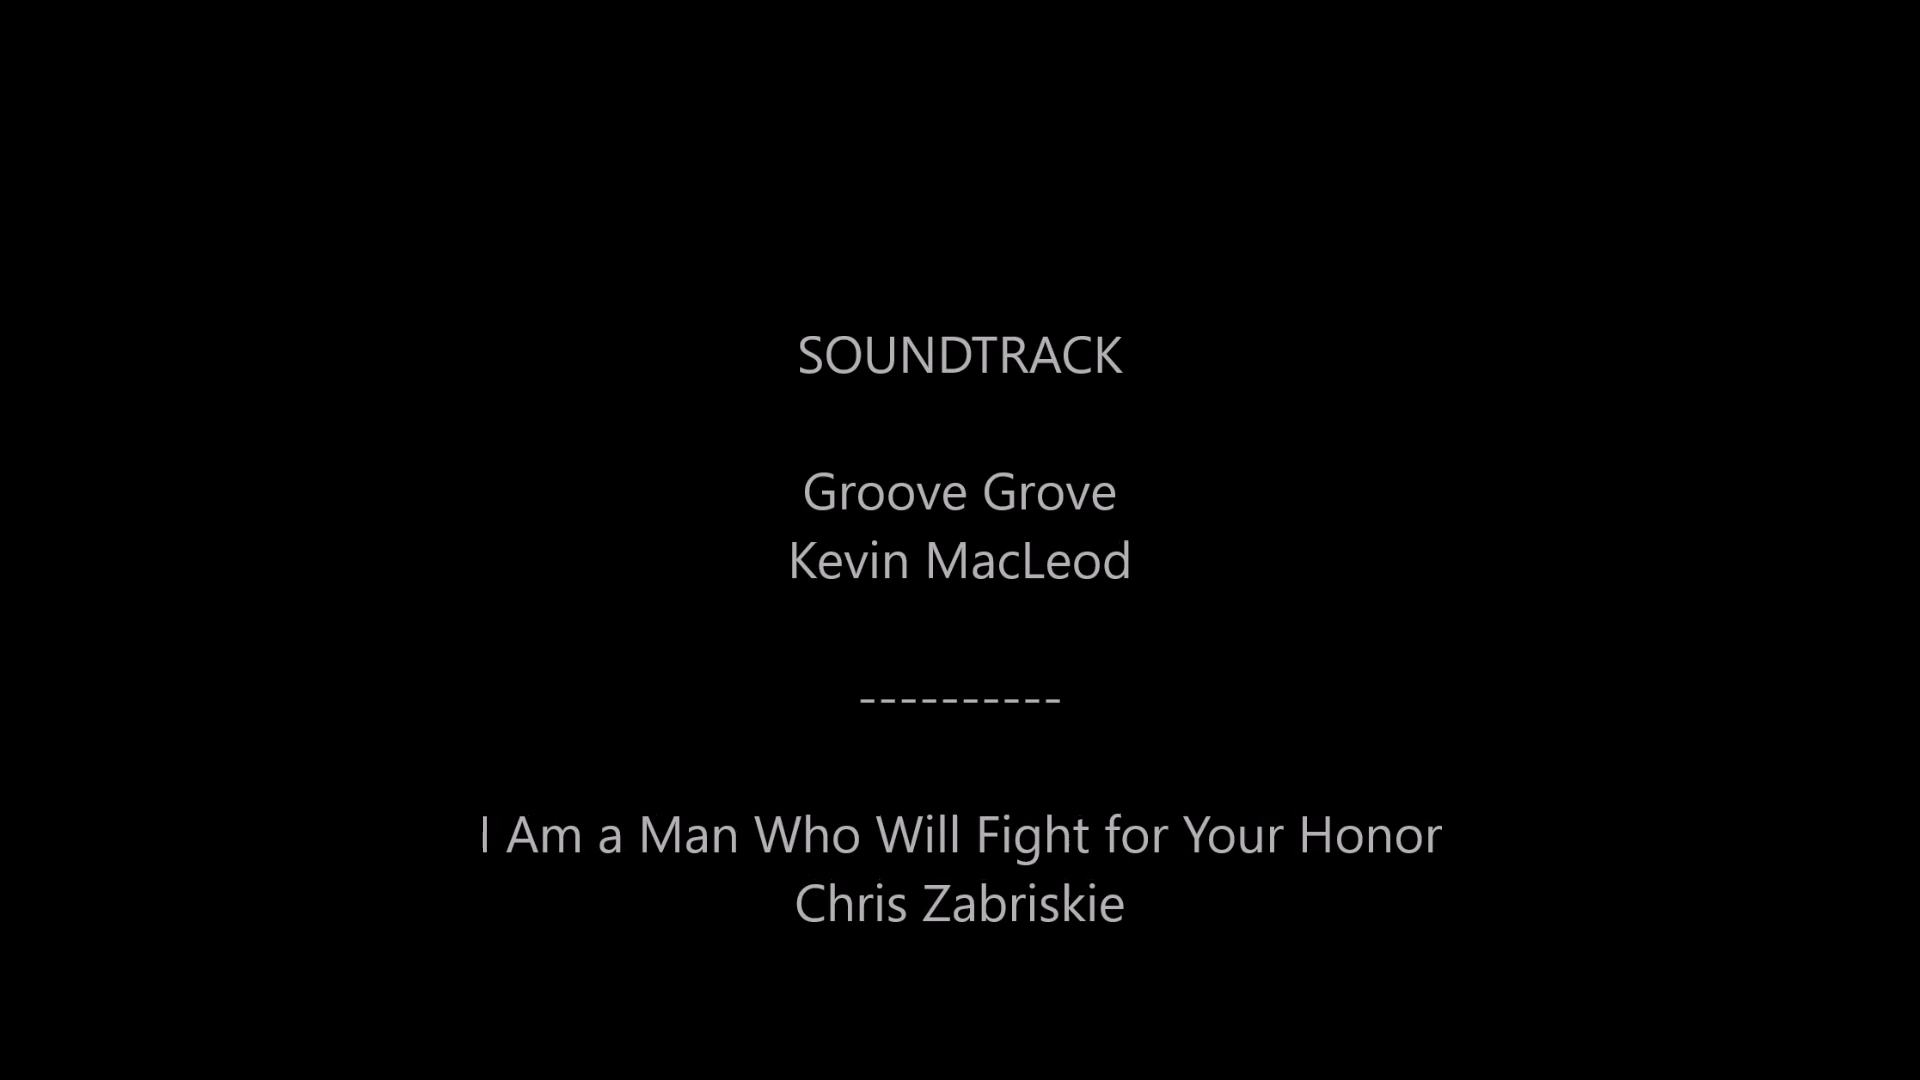 SOUNDTRACK
Groove Grove
Kevin MacLeod
----------
I Am a Man Who Will Fight for Your Honor
Chris Zabriskie